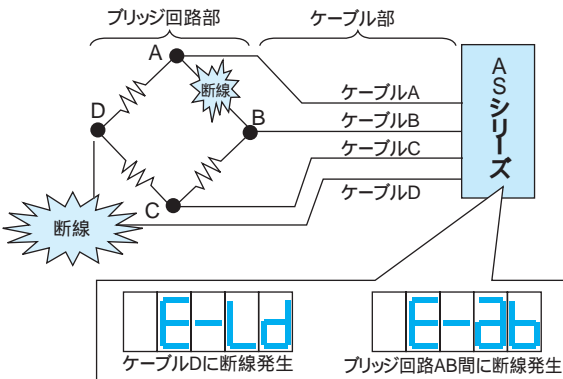 ブリッジ回路部
ケーブル部
A
断線
B
D
C
断線
ケーブルA
ケーブルB
ケーブルC
ケーブルD
ASシリーズ
E-Ld
ケーブルDに断線発生
E-ab
ブリッジ回路AB間に断線発生